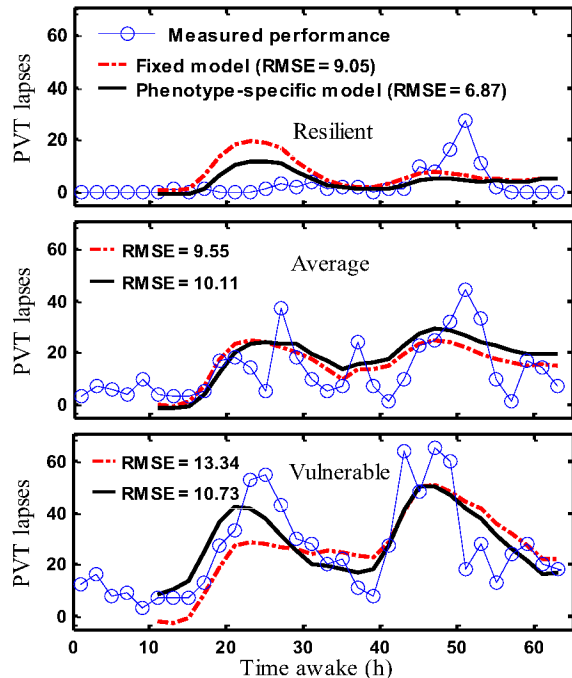 60
40
20
0
PVT lapses
Measured performance
Fixed model (RMSE=9.05)
Phenotype-specific model (RMSE=6.87)
Resilient
60
40
20
0
PVT lapses
RMSE=9.55
RMSE=10.11
Average
60
40
20
0
PVT lapses
RMSE=13.34
RMSE=10.73
Vulnerable
0 10 20 30 40 50 60
Time awake (h)